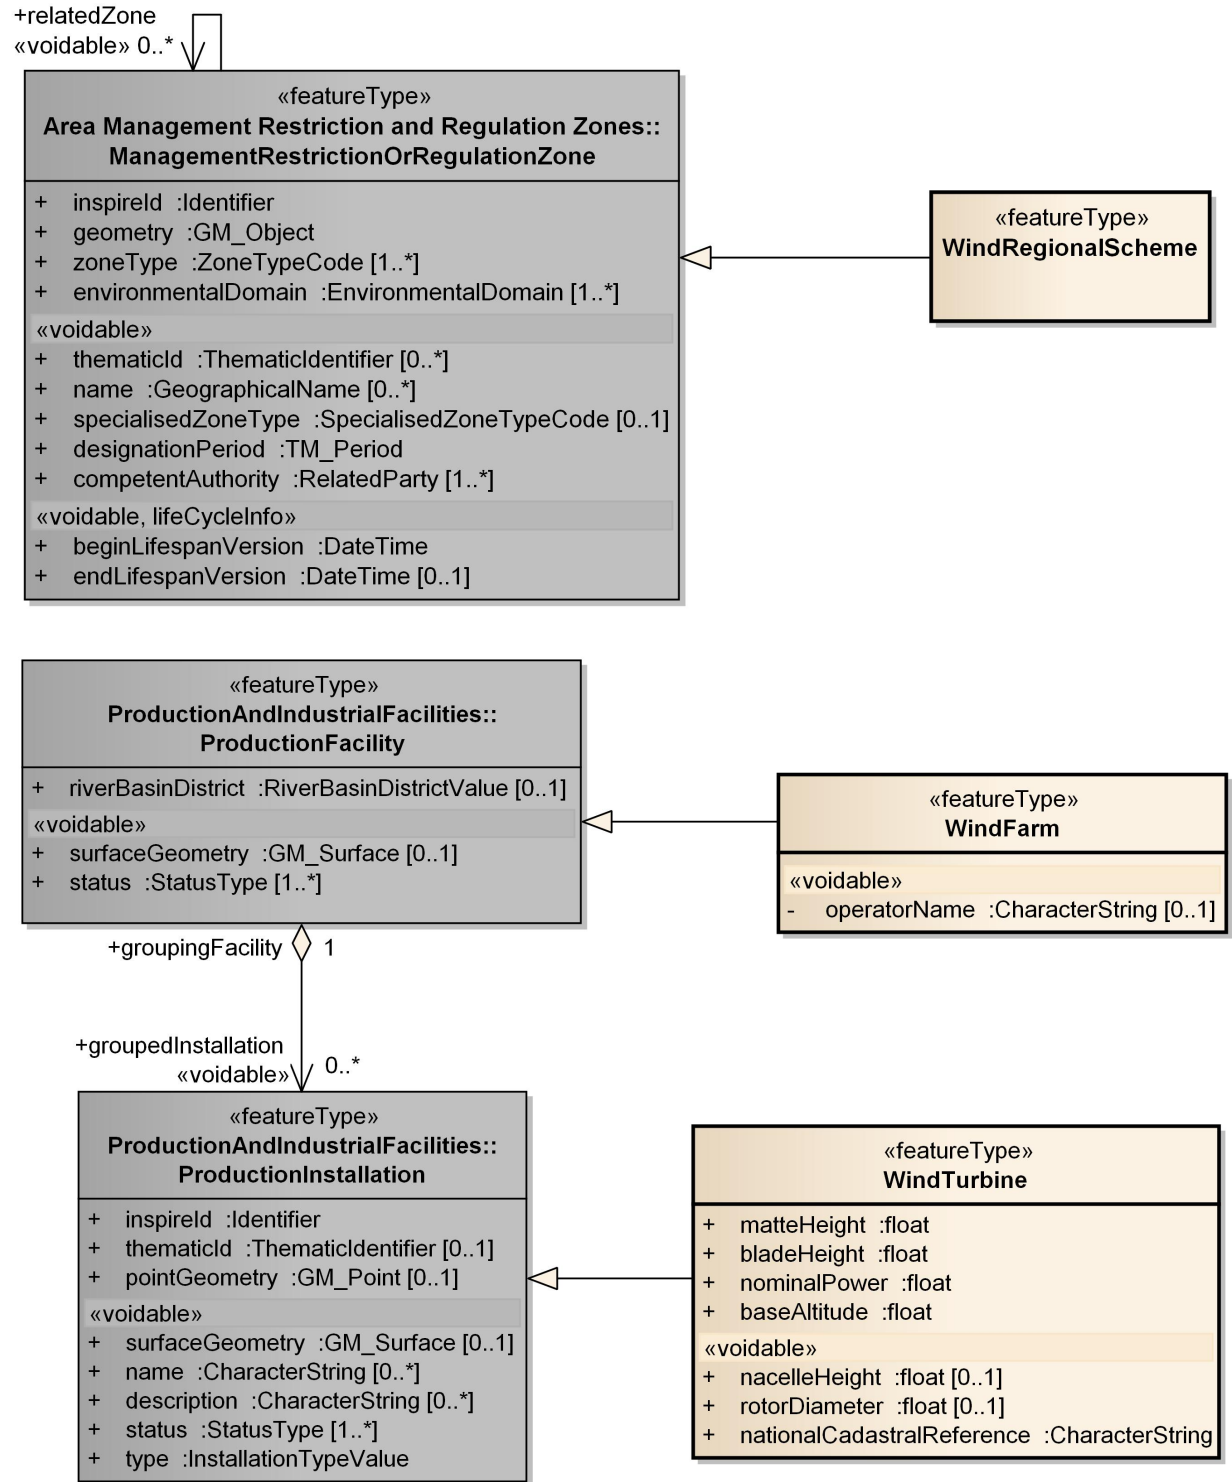 +relatedZone
«voidable» 0..*
«featureType»
Area Management Restriction and Regulation Zones::
ManagementRestrictionOrRegulationZone
+ inspireId :Identifier
+ geometry :GM_Object
+ zoneType :ZoneTypeCode [1..*]
+ environmentalDomain :EnvironmentalDomain [1..*]
«voidable»
+ thematicId :ThematicIdentifier [0..*]
+ name :GeographicalName [0..*]
+ specialisedZoneType :SpecialisedZoneTypeCode [0..1]
+ designationPeriod :TM_Period
+ competentAuthority :RelatedParty [1..*]
«voidable, lifeCycleInfo»
+ beginLifespanVersion :DateTime
+ endLifespanVersion :DateTime [0..1]
«featureType»
WindRegionalScheme
«featureType»
ProductionAndIndustrialFacilities::
ProductionFacility
+ riverBasinDistrict :RiverBasinDistrictValue [0..1]
«voidable»
+ surfaceGeometry :GM_Surface [0..1]
+ status :StatusType [1..*]
«featureType»
WindFarm
«voidable»
- operatorName :CharacterString [0..1]
+groupingFacility 1
+groupedInstallation
«voidable» 0..*
«featureType»
ProductionAndIndustrialFacilities::
ProductionInstallation
+ inspireId :Identifier
+ thematicId :ThematicIdentifier [0..1]
+ pointGeometry :GM_Point [0..1]
«voidable»
+ surfaceGeometry :GM_Surface [0..1]
+ name :CharacterString [0..*]
+ description :CharacterString [0..*]
+ status :StatusType [1..*]
+ type :InstallationTypeValue
«featureType»
WindTurbine
+ matteHeight :float
+ bladeHeight :float
+ nominalPower :float
+ baseAltitude :float
«voidable»
+ nacelleHeight :float [0..1]
+ rotorDiameter :float [0..1]
+ nationalCadastralReference :CharacterString